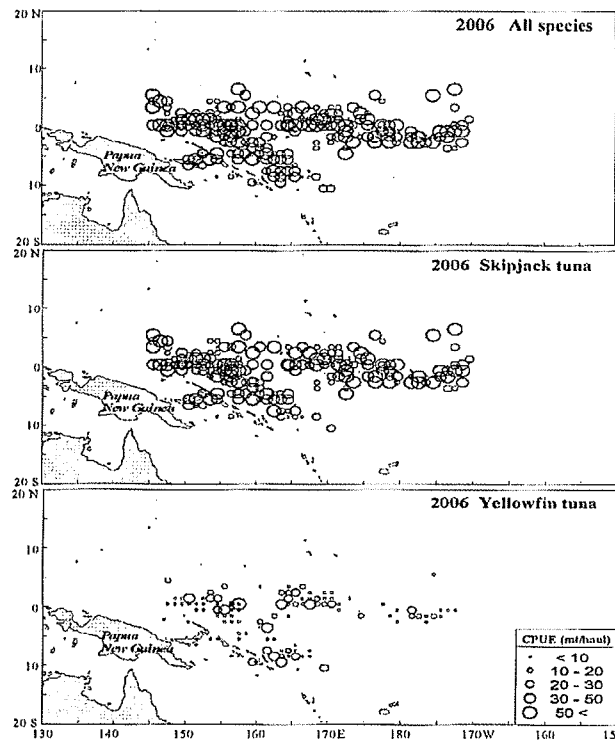 2006 All species
20 N
10
0
10
20 S
Papua
New Guinea
2006 Skipjack tuna
20 N
10
0
10
20 S
Papua
New Guinea
2006 Yellowfin tuna
20 N
10
0
10
20 S
Papua
New Guinea
CPUE (mt/haul)
< 10
10 - 20
20 - 30
30 - 50
50 <
130 140 150 160E 170 180 170W 160